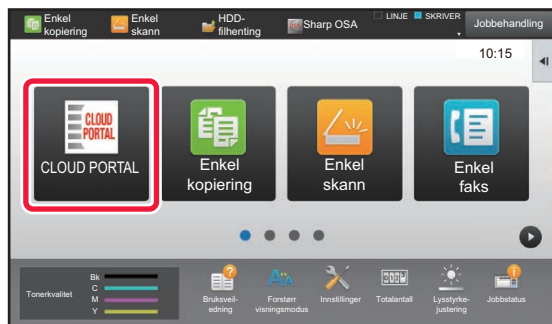 Enkel
kopiering
Enkel
skann
HDD-
filhenting
Sharp OSA
LINJE
SKRIVER
Jobbehandling
10:15
CLOUD
PORTAL
CLOUD PORTAL
Enkel
kopiering
Enkel
skann
Enkel
faks
Tonerkvalitet
Bk
C
M
Y
Bruksveil-
edning
Forstørr
visningsmodus
Innstillinger
Totalantall
Lysstyrke-
justering
Jobbstatus